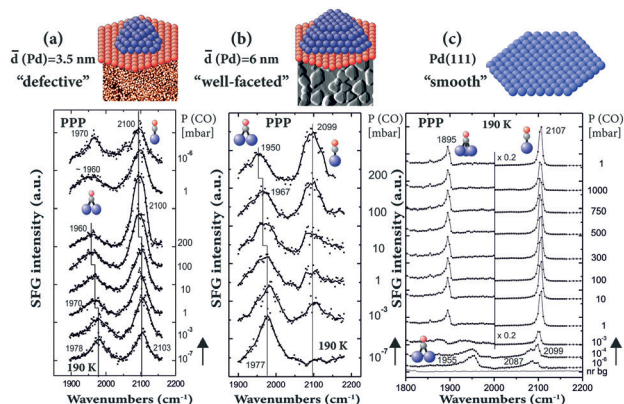 (a)
d̅ (Pd)=3.5 nm
“defective”
(b)
d̅ (Pd)=6 nm
“well-faceted”
(c)
Pd(111)
“smooth”
P (CO)
[mbar]
PPP
1970
2100
~ 1960
2100
1960
1970
1978
2103
190 K
10⁻⁶
1
200
100
10
1
10⁻³
10⁻⁷
SFG intensity (a.u.)
1900 2000 2100 2200
Wavenumbers (cm⁻¹)
P (CO)
[mbar]
PPP
2099
1950
1967
1977
190 K
200
100
10
1
10⁻³
10⁻⁷
SFG intensity (a.u.)
1900 2000 2100 2200
Wavenumbers (cm⁻¹)
P (CO)
[mbar]
PPP
190 K
1895
2107
x 0.2
x 0.2
1955
2087
2099
1
1000
750
500
300
100
10
1
10⁻³
10⁻⁴
10⁻⁶
nr bg
SFG intensity (a.u.)
1800 1900 2000 2100 2200
Wavenumbers (cm⁻¹)